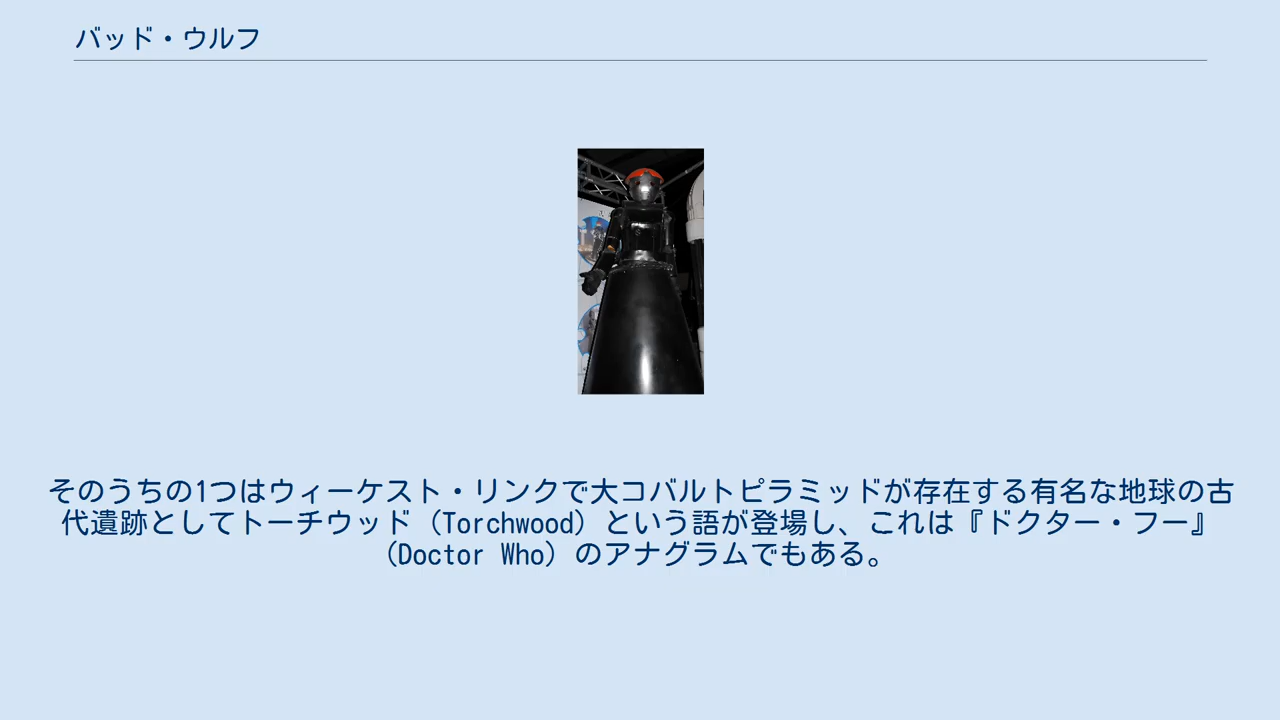 バッド・ウルフ
そのうちの1つはウィーケスト・リンクで大コバルトピラミッドが存在する有名な地球の古
代遺跡としてトーチウッド（Torchwood）という語が登場し、これは『ドクター・フー』
（Doctor Who）のアナグラムでもある。